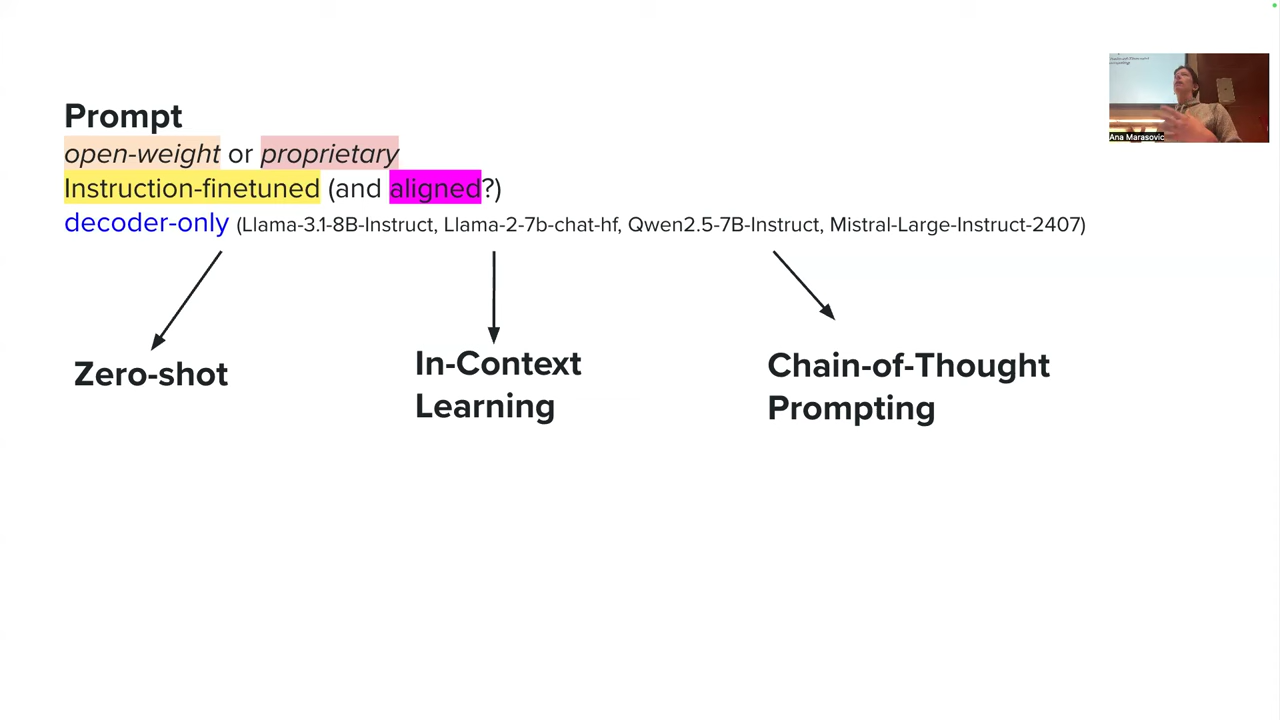 Prompt
open-weight or proprietary
Instruction-finetuned (and aligned?)
decoder-only (Llama-3.1-8B-Instruct, Llama-2-7b-chat-hf, Qwen2.5-7B-Instruct, Mistral-Large-Instruct-2407)
Zero-shot
In-Context
Learning
Chain-of-Thought
Prompting
Ana Marasovic